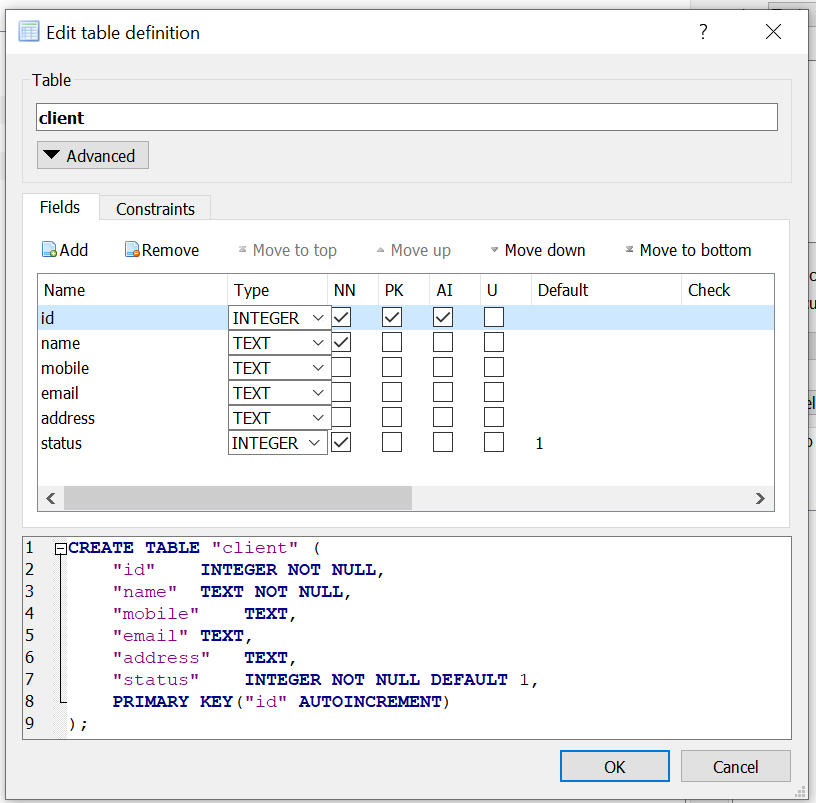 Edit table definition ? ×
Table
client
Advanced
Fields Constraints
Add Remove Move to top Move up Move down Move to bottom
Name Type NN PK AI U Default Check
id INTEGER
name TEXT
mobile TEXT
email TEXT
address TEXT
status INTEGER 1
1 CREATE TABLE "client" (
2 "id" INTEGER NOT NULL,
3 "name" TEXT NOT NULL,
4 "mobile" TEXT,
5 "email" TEXT,
6 "address" TEXT,
7 "status" INTEGER NOT NULL DEFAULT 1,
8 PRIMARY KEY("id" AUTOINCREMENT)
9 );
OK Cancel